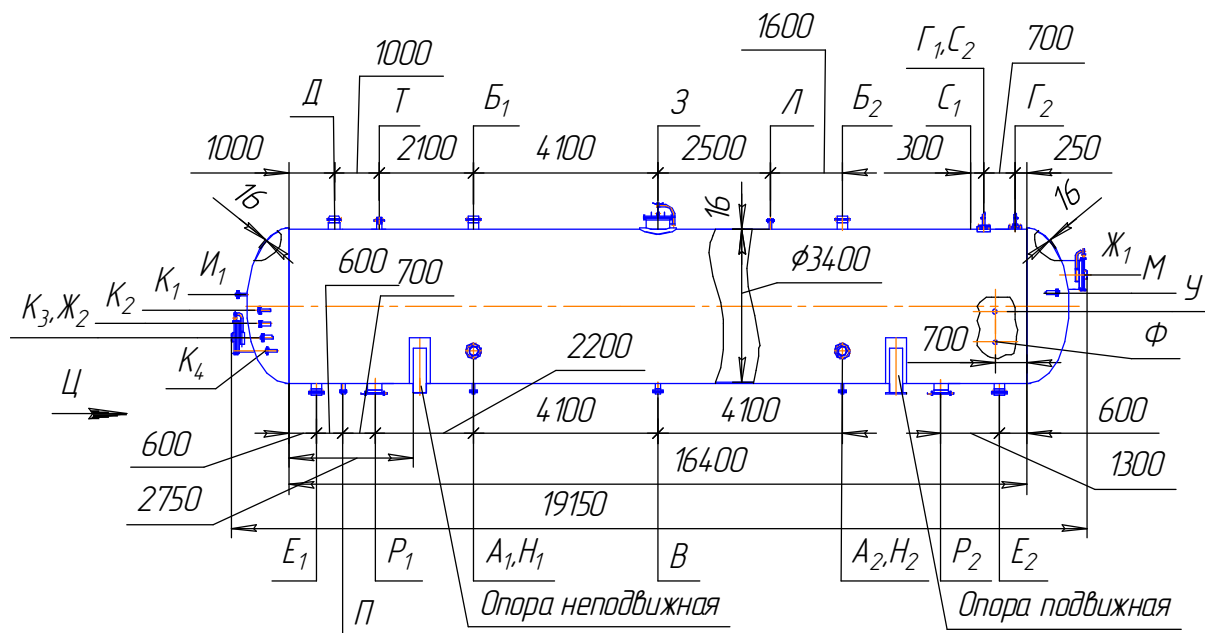 1600
Г₁,С₂
700
1000
Д
Т
Б₁
З
Л
Б₂
С₁
Г₂
1000
2100
4100
2500
300
250
16
16
16
600
Ø3400
Ж₁
И₁
700
М
К₁
У
К₂
К₃,Ж₂
2200
700
Ф
К₄
Ц
4100
4100
600
600
16400
1300
2750
19150
Е₁
Р₁
А₁,Н₁
В
А₂,Н₂
Р₂
Е₂
П
Опора неподвижная
Опора подвижная